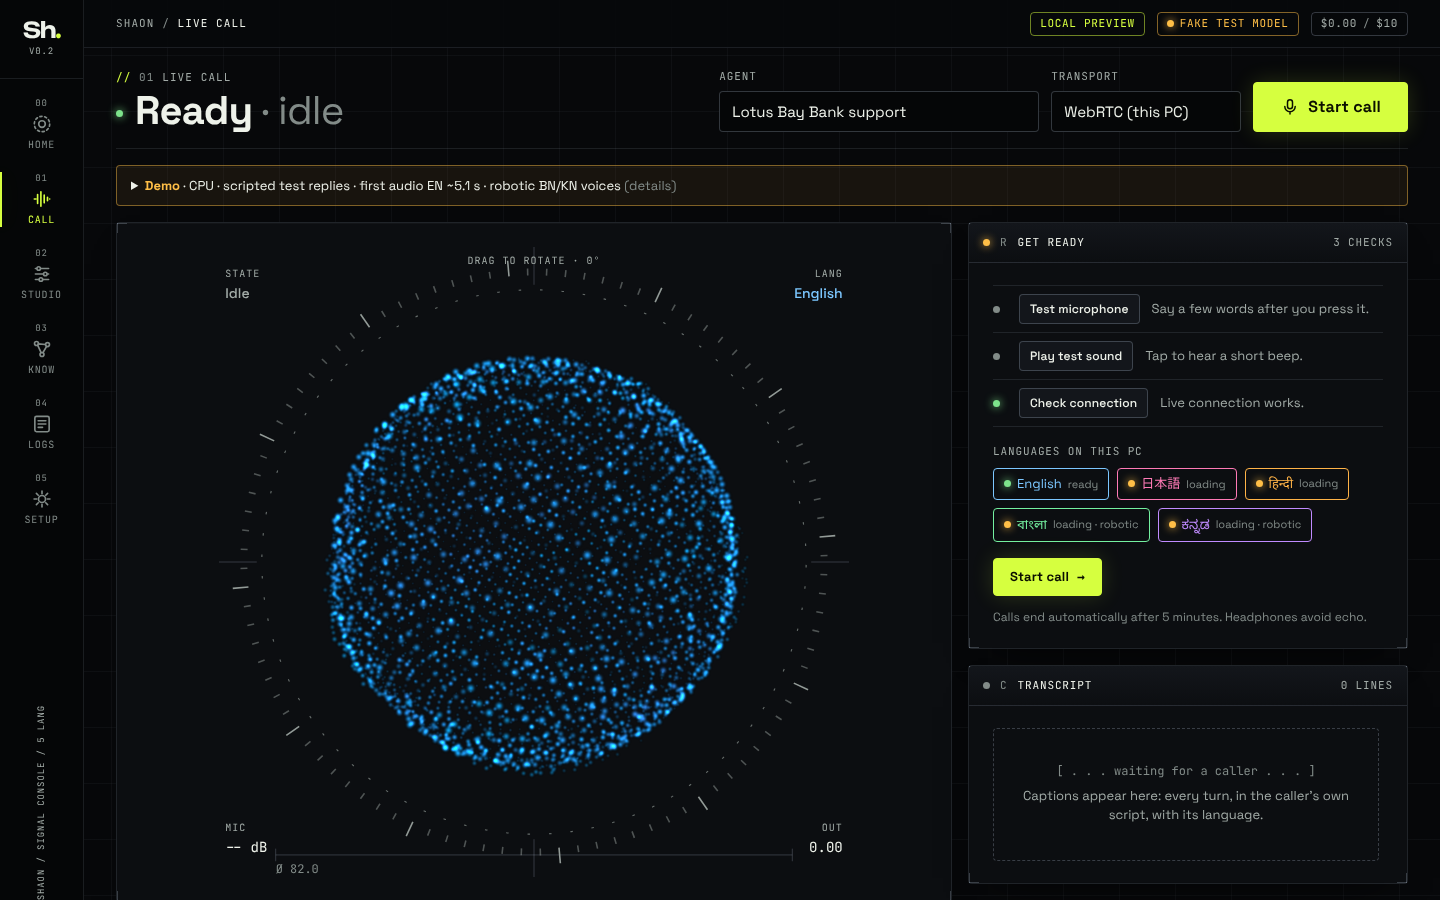 Sh.
V0.2
00
HOME
01
CALL
02
STUDIO
03
KNOW
04
LOGS
05
SETUP
SHAON / SIGNAL CONSOLE / 5 LANG
SHAON / LIVE CALL
LOCAL PREVIEW
FAKE TEST MODEL
$0.00 / $10
// 01 LIVE CALL
Ready · idle
AGENT
Lotus Bay Bank support
TRANSPORT
WebRTC (this PC)
Start call
Demo · CPU · scripted test replies · first audio EN ~5.1 s · robotic BN/KN voices (details)
DRAG TO ROTATE · 0°
STATE
Idle
LANG
English
MIC
-- dB
Ø 82.0
OUT
0.00
R GET READY 3 CHECKS
Test microphone Say a few words after you press it.
Play test sound Tap to hear a short beep.
Check connection Live connection works.
LANGUAGES ON THIS PC
English ready 日本語 loading हिन्दी loading
বাংলা loading · robotic ಕನ್ನಡ loading · robotic
Start call →
Calls end automatically after 5 minutes. Headphones avoid echo.
C TRANSCRIPT 0 LINES
[ . . . waiting for a caller . . . ]
Captions appear here: every turn, in the caller's own
script, with its language.